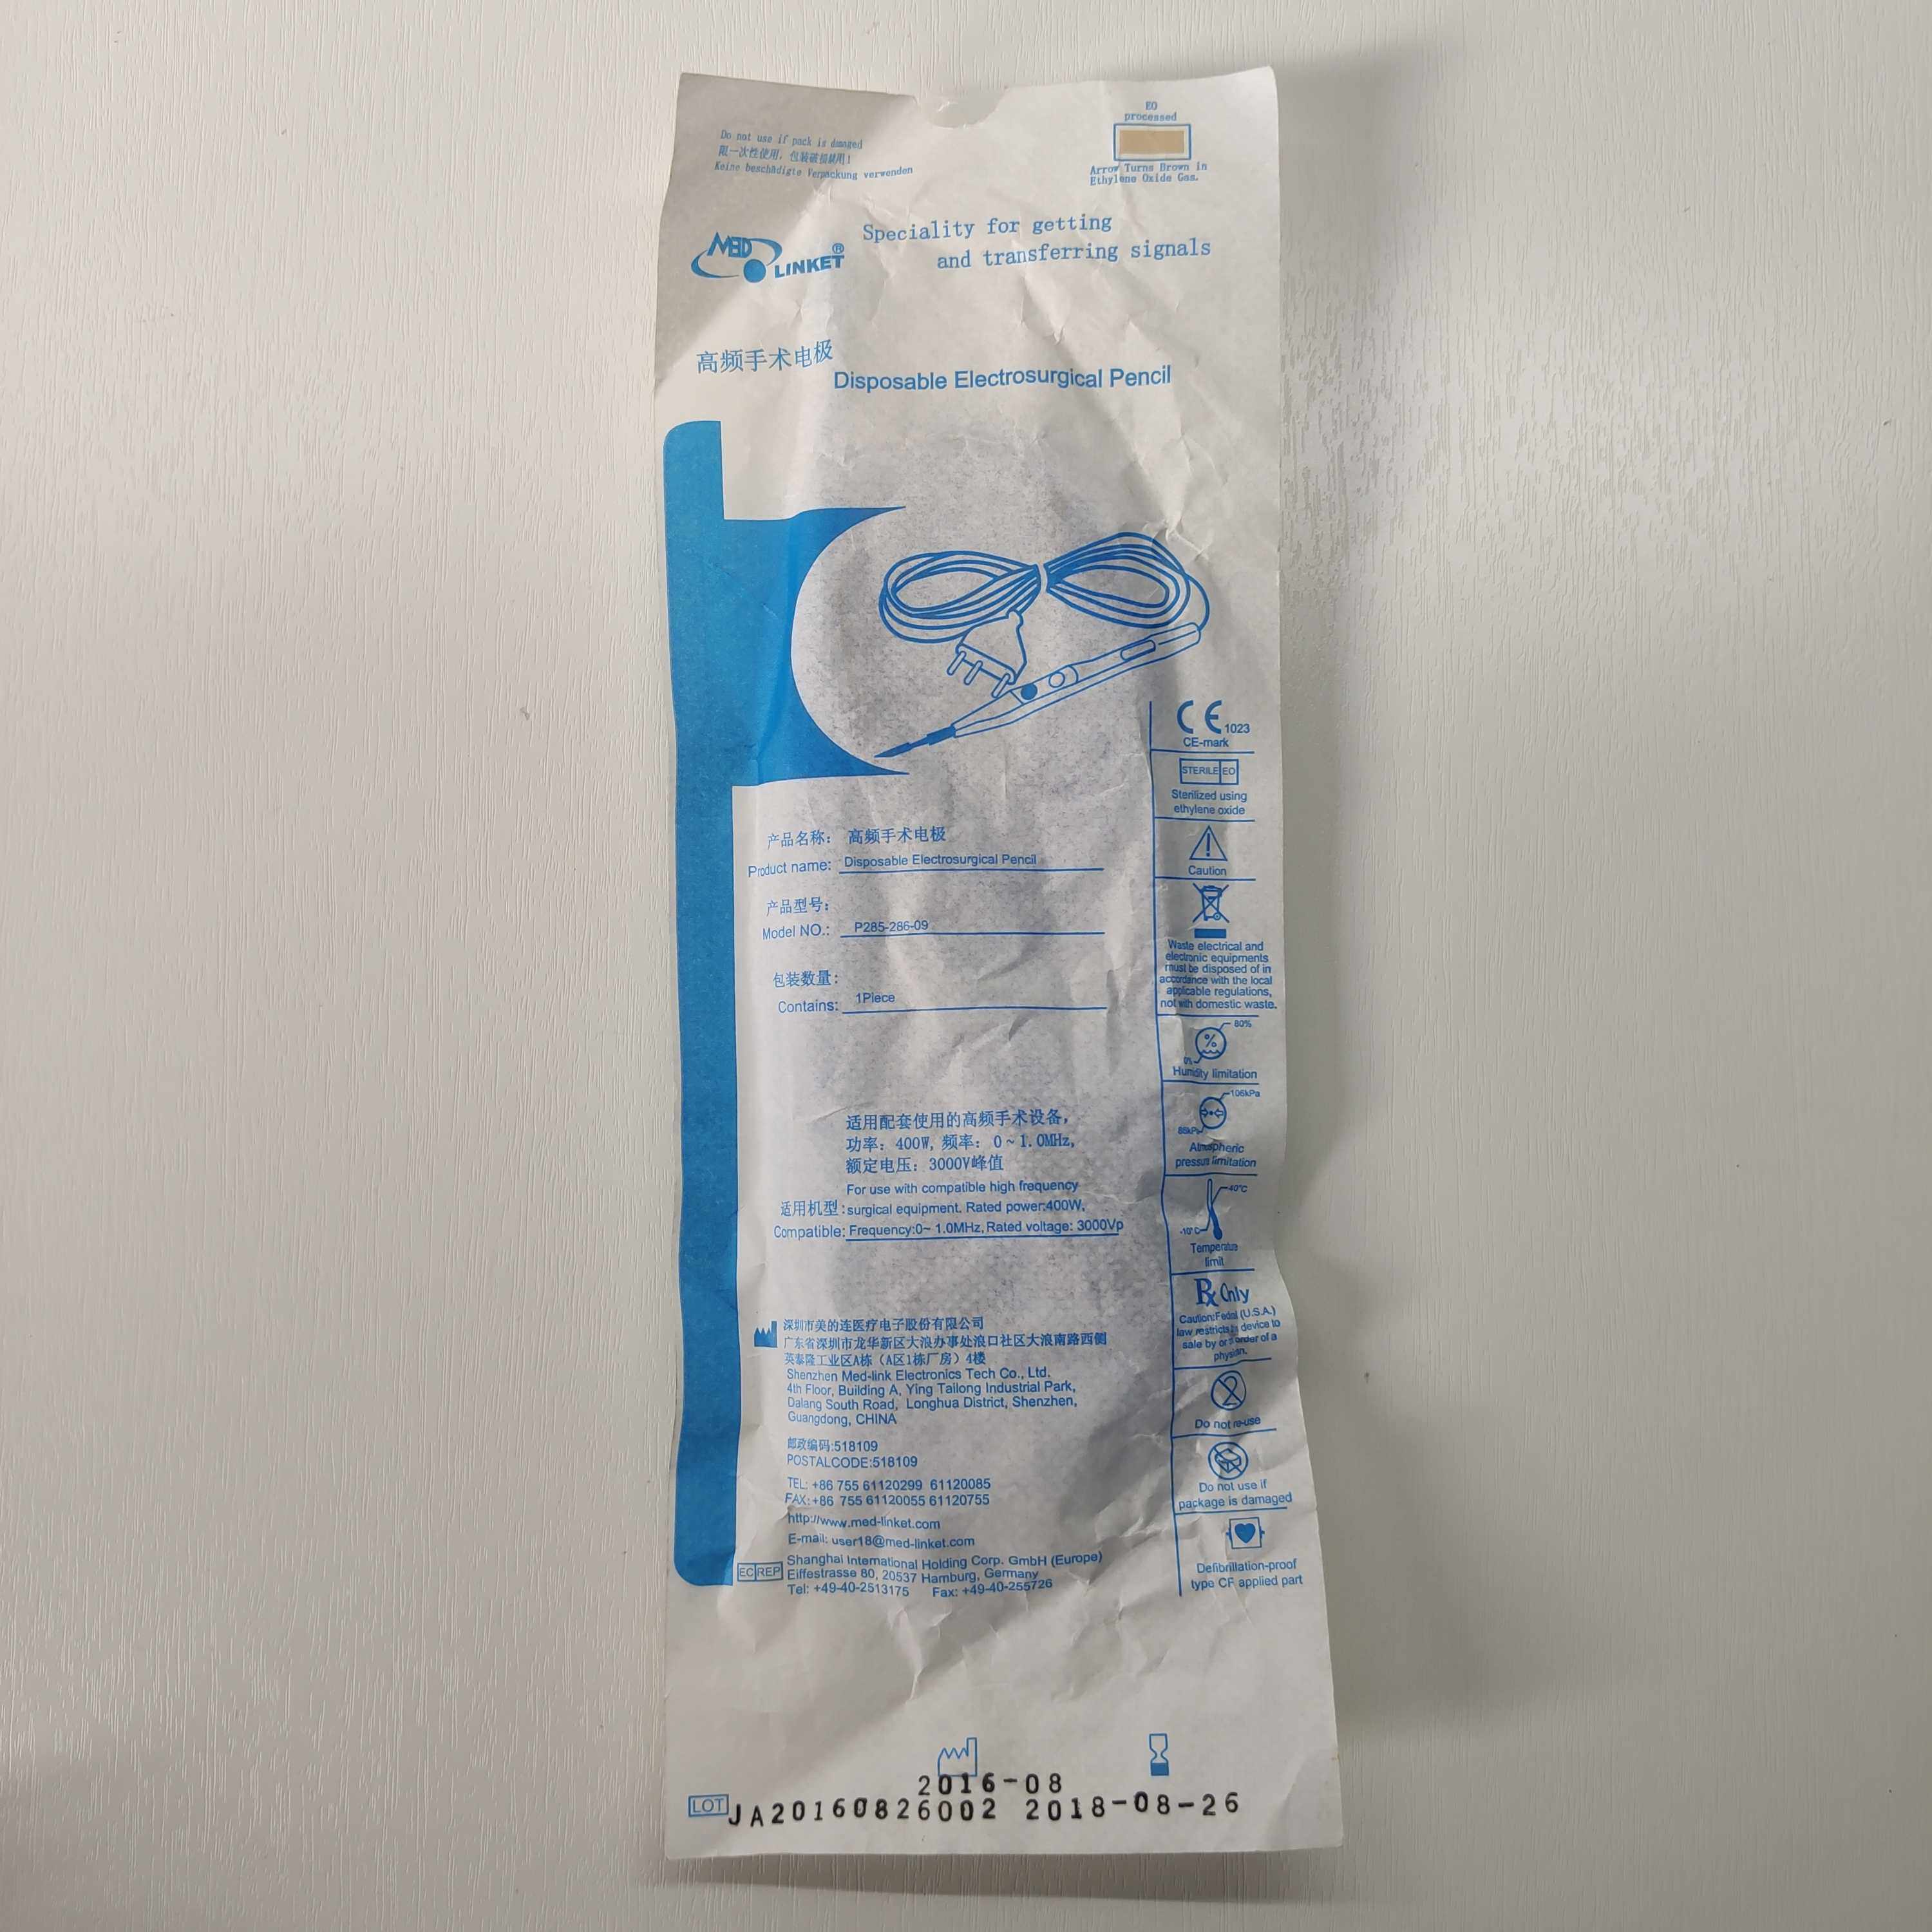 EO
processed
Arrow Turns Brown in
Ethylene Oxide Gas.
Do not use if pack is damaged
限一次性使用，包装破损禁用！
Keine beschädigte Verpackung verwenden
MED LINKET®
Speciality for getting
and transferring signals
高频手术电极
Disposable Electrosurgical Pencil
产品名称： 高频手术电极
Product name: Disposable Electrosurgical Pencil
产品型号：
Model NO.: P285-286-09
包装数量：
Contains: 1Piece
适用配套使用的高频手术设备，
功率：400W, 频率：0~1.0MHz,
额定电压：3000V峰值
For use with compatible high frequency
适用机型：surgical equipment. Rated power:400W,
Compatible: Frequency:0~ 1.0MHz, Rated voltage: 3000Vp
深圳市美的连医疗电子股份有限公司
广东省深圳市龙华新区大浪办事处浪口社区大浪南路西侧
英泰隆工业区A栋（A区1栋厂房）4楼
Shenzhen Med-link Electronics Tech Co., Ltd.
4th Floor, Building A, Ying Tailong Industrial Park,
Dalang South Road, Longhua District, Shenzhen,
Guangdong, CHINA
邮政编码:518109
POSTALCODE:518109
TEL: +86 755 61120299 61120085
FAX:+86 755 61120055 61120755
http://www.med-linket.com
E-mail: user18@med-linket.com
EC REP
Shanghai International Holding Corp. GmbH (Europe)
Eiffestrasse 80, 20537 Hamburg, Germany
Tel: +49-40-2513175 Fax: +49-40-255726
CE 1023
CE-mark
STERILE EO
Sterilized using
ethylene oxide
Caution
Waste electrical and
electronic equipments
must be disposed of in
accordance with the local
applicable regulations,
not with domestic waste.
80%
0%
Humidity limitation
106kPa
86kPa
Atmospheric
pressure limitation
40°C
-10°C
Temperature
limit
Rx Only
Caution:Federal (U.S.A.)
law restricts this device to
sale by or order of a
physician.
2
Do not re-use
Do not use if
package is damaged
Defibrillation-proof
type CF applied part
2016-08
LOT JA20160826002 2018-08-26